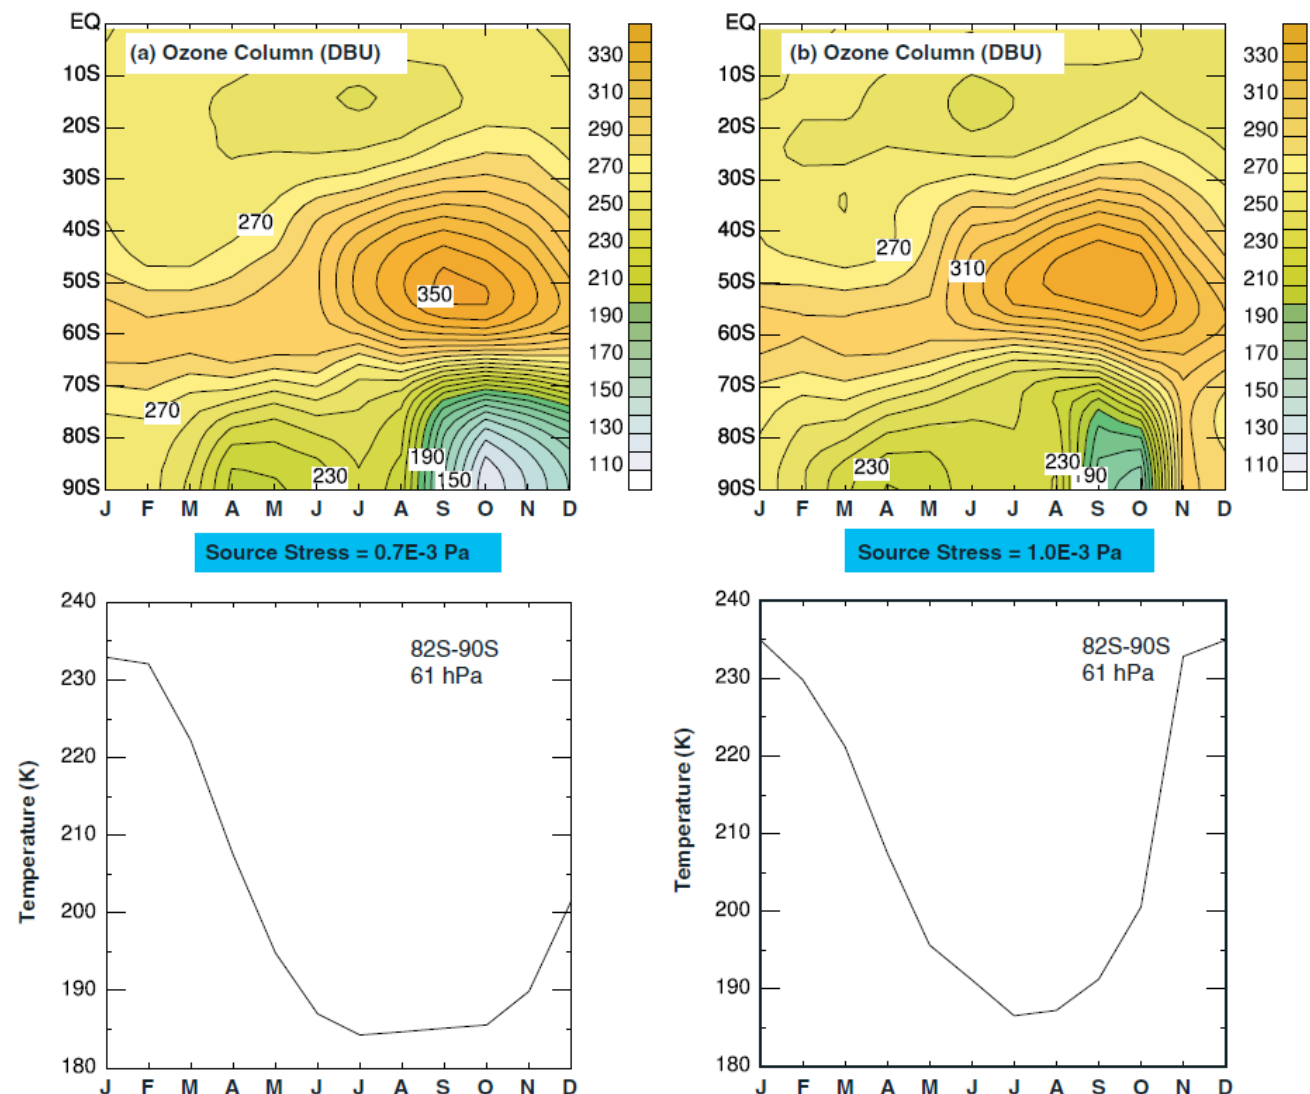 (a) Ozone Column (DBU)
EQ
10S
20S
30S
40S
50S
60S
70S
80S
90S
270
350
270
230
190
150
J F M A M J J A S O N D
330
310
290
270
250
230
210
190
170
150
130
110
Source Stress = 0.7E-3 Pa
(b) Ozone Column (DBU)
EQ
10S
20S
30S
40S
50S
60S
70S
80S
90S
270
310
230
230
190
J F M A M J J A S O N D
330
310
290
270
250
230
210
190
170
150
130
110
Source Stress = 1.0E-3 Pa
Temperature (K)
240
230
220
210
200
190
180
82S-90S
61 hPa
J F M A M J J A S O N D
Temperature (K)
240
230
220
210
200
190
180
82S-90S
61 hPa
J F M A M J J A S O N D